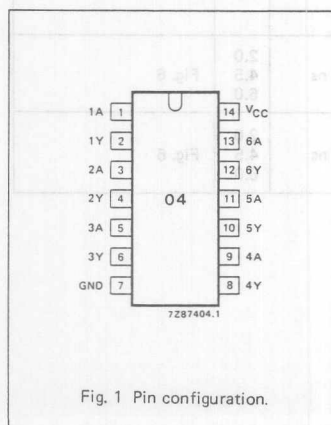 1A 1 14 VCC
1Y 2 13 6A
2A 3 12 6Y
2Y 4 04 11 5A
3A 5 10 5Y
3Y 6 9 4A
GND 7 8 4Y
7Z87404.1
Fig. 1 Pin configuration.